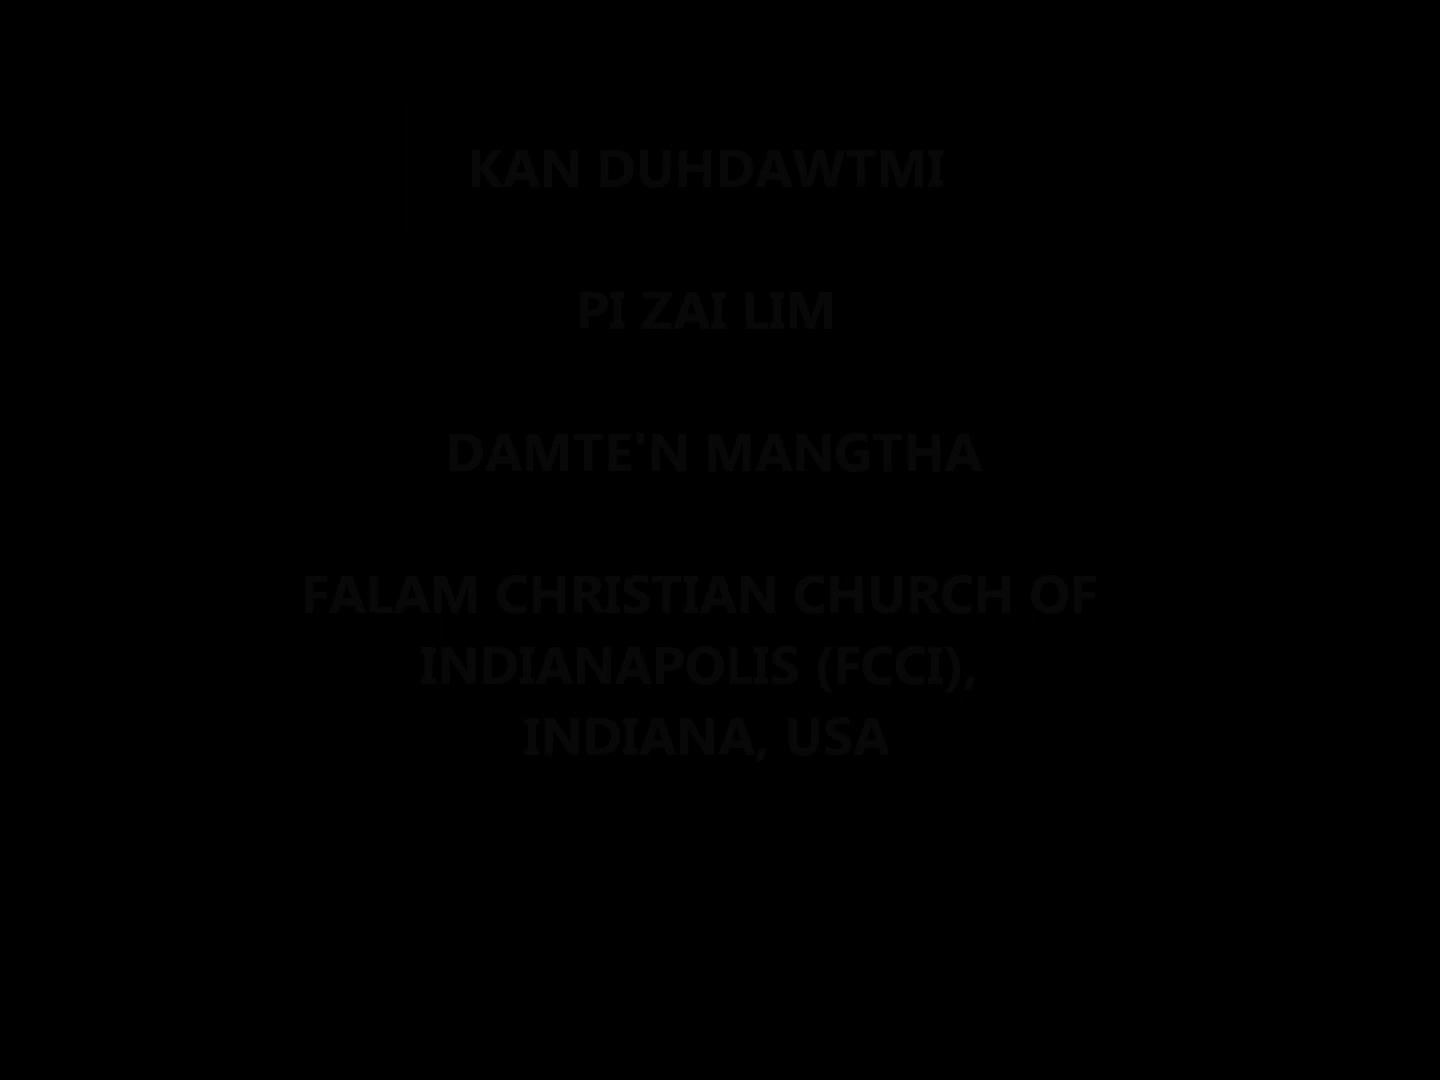 KAN DUHDAWTMI
PI ZAI LIM
DAMTE'N MANGTHA
FALAM CHRISTIAN CHURCH OF
INDIANAPOLIS (FCCI),
INDIANA, USA